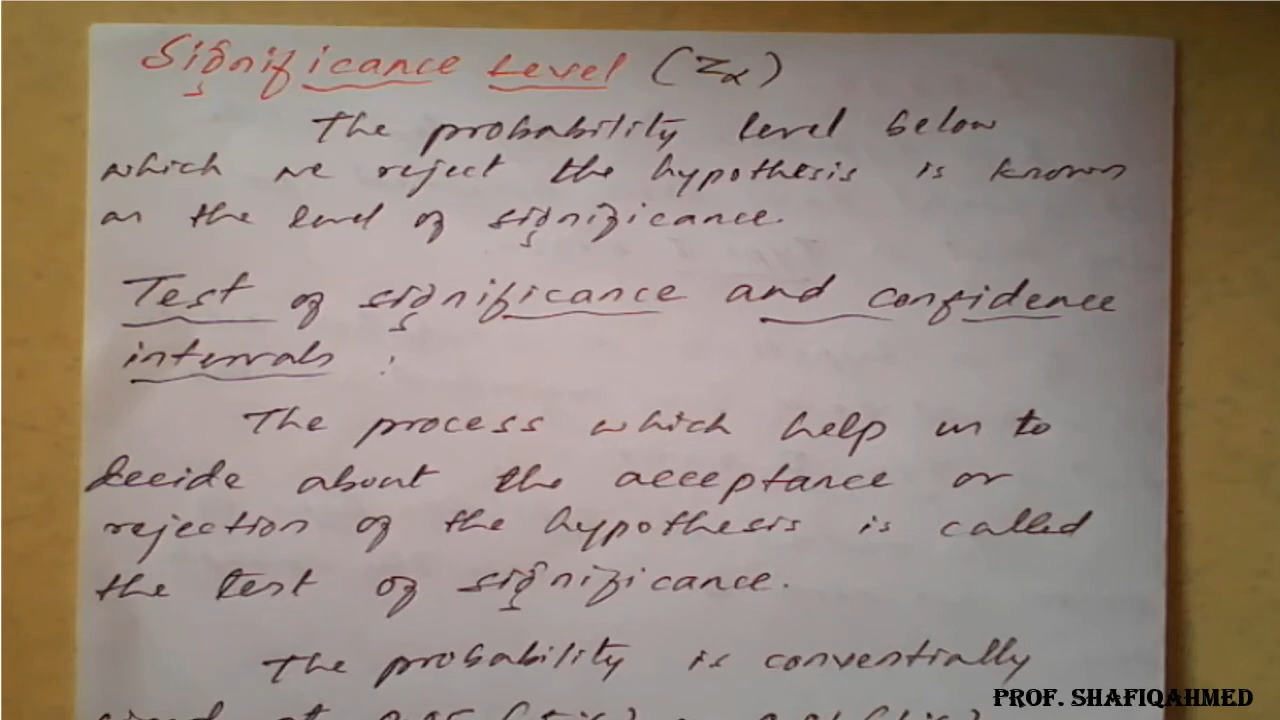 Significance Level (Zα)
The probability level below
which we reject the hypothesis is known
as the level of significance.
Test of significance and confidence
intervals :
The process which help us to
decide about the acceptance or
rejection of the hypothesis is called
the test of significance.
The probability is conventially
PROF. SHAFIQAHMED